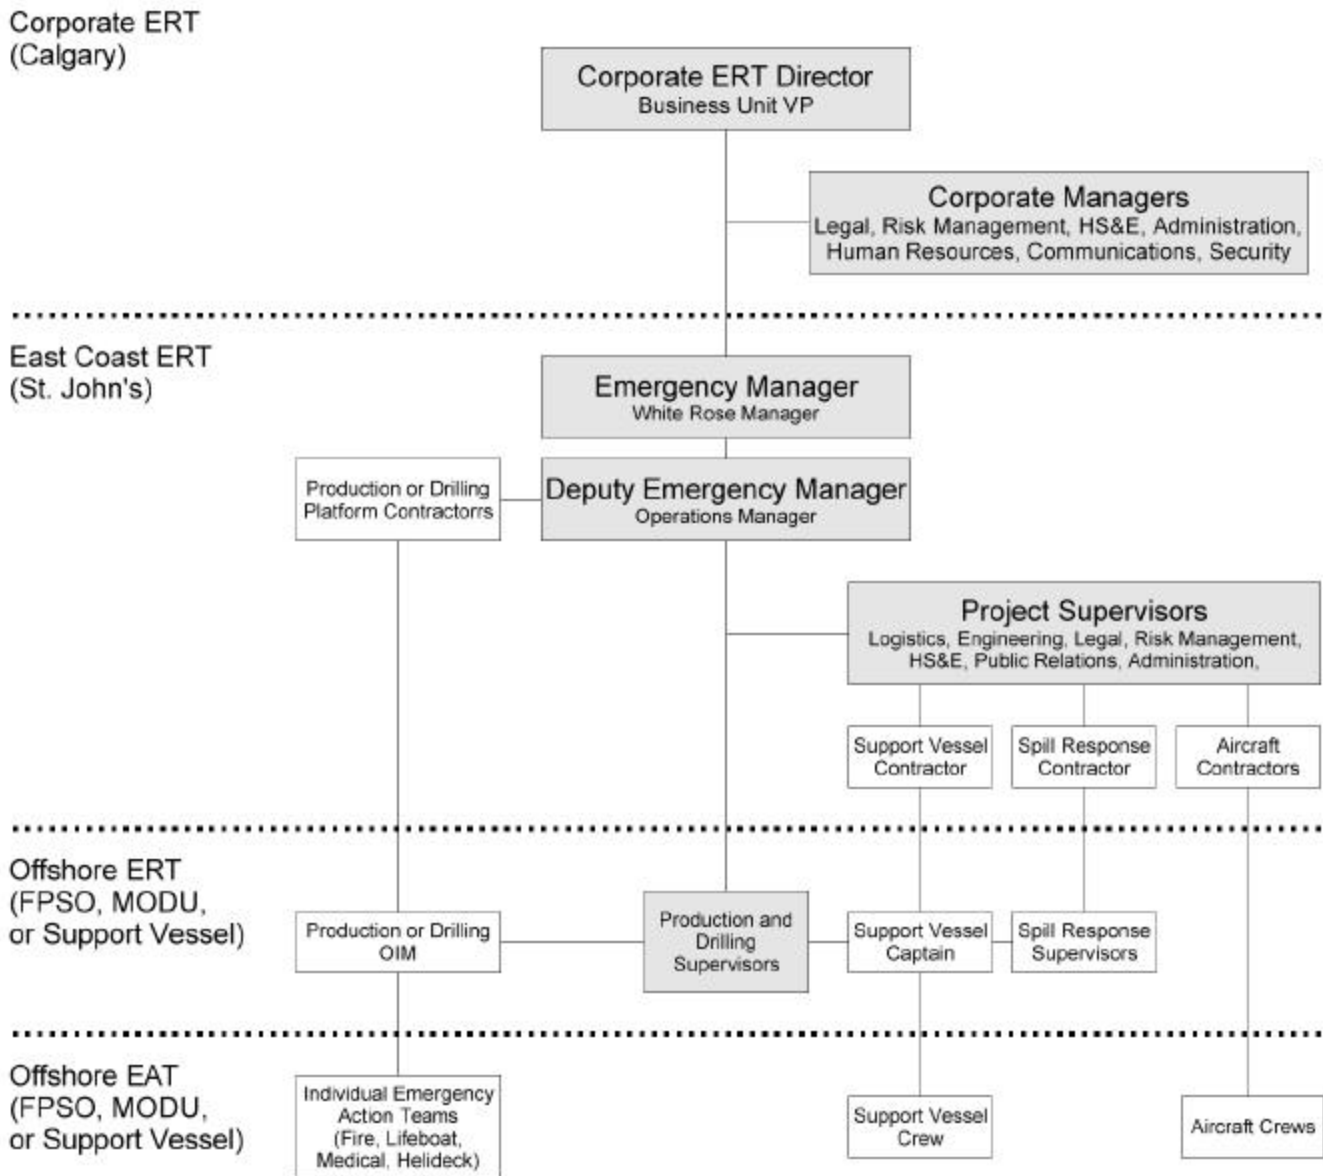 Corporate ERT
(Calgary)
Corporate ERT Director
Business Unit VP
Corporate Managers
Legal, Risk Management, HS&E, Administration,
Human Resources, Communications, Security
East Coast ERT
(St. John's)
Emergency Manager
White Rose Manager
Production or Drilling
Platform Contractorrs
Deputy Emergency Manager
Operations Manager
Project Supervisors
Logistics, Engineering, Legal, Risk Management,
HS&E, Public Relations, Administration,
Support Vessel
Contractor
Spill Response
Contractor
Aircraft
Contractors
Offshore ERT
(FPSO, MODU,
or Support Vessel)
Production or Drilling
OIM
Production and
Drilling
Supervisors
Support Vessel
Captain
Spill Response
Supervisors
Offshore EAT
(FPSO, MODU,
or Support Vessel)
Individual Emergency
Action Teams
(Fire, Lifeboat,
Medical, Helideck)
Support Vessel
Crew
Aircraft Crews